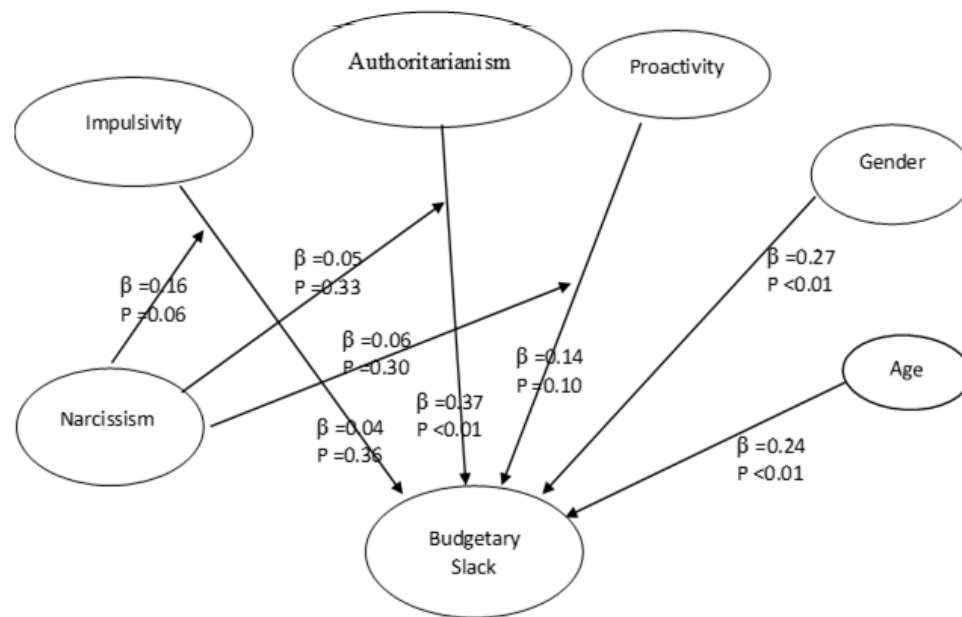 Authoritarianism
Proactivity
Impulsivity
Gender
β =0.05
P =0.33
β =0.27
P <0.01
β =0.16
P =0.06
β =0.06
P =0.30
β =0.14
P =0.10
Age
Narcissism
β =0.37
P <0.01
β =0.04
P =0.36
β =0.24
P <0.01
Budgetary
Slack